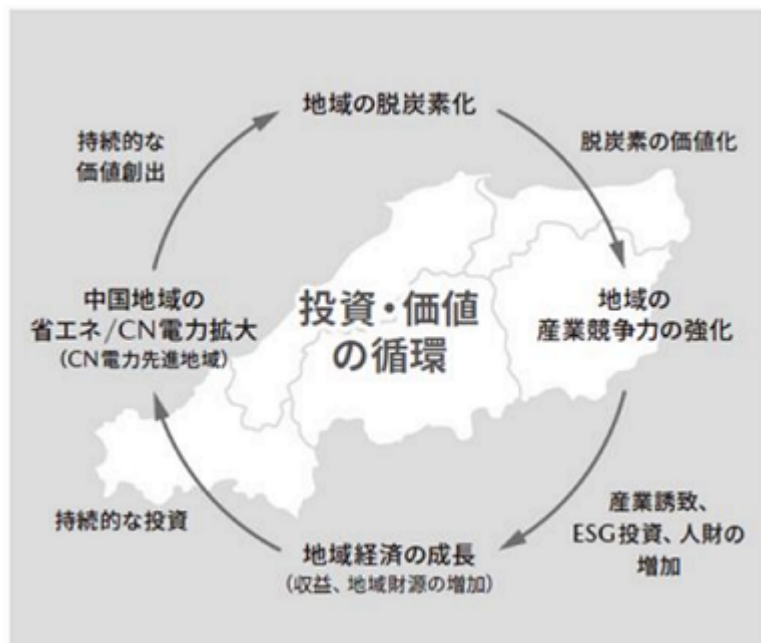 地域の脱炭素化
持続的な
価値創出
脱炭素の価値化
中国地域の
省エネ/CN電力拡大
(CN電力先進地域)
投資・価値
の循環
地域の
産業競争力の強化
持続的な投資
地域経済の成長
(収益、地域財源の増加)
産業誘致、
ESG投資、人財の
増加